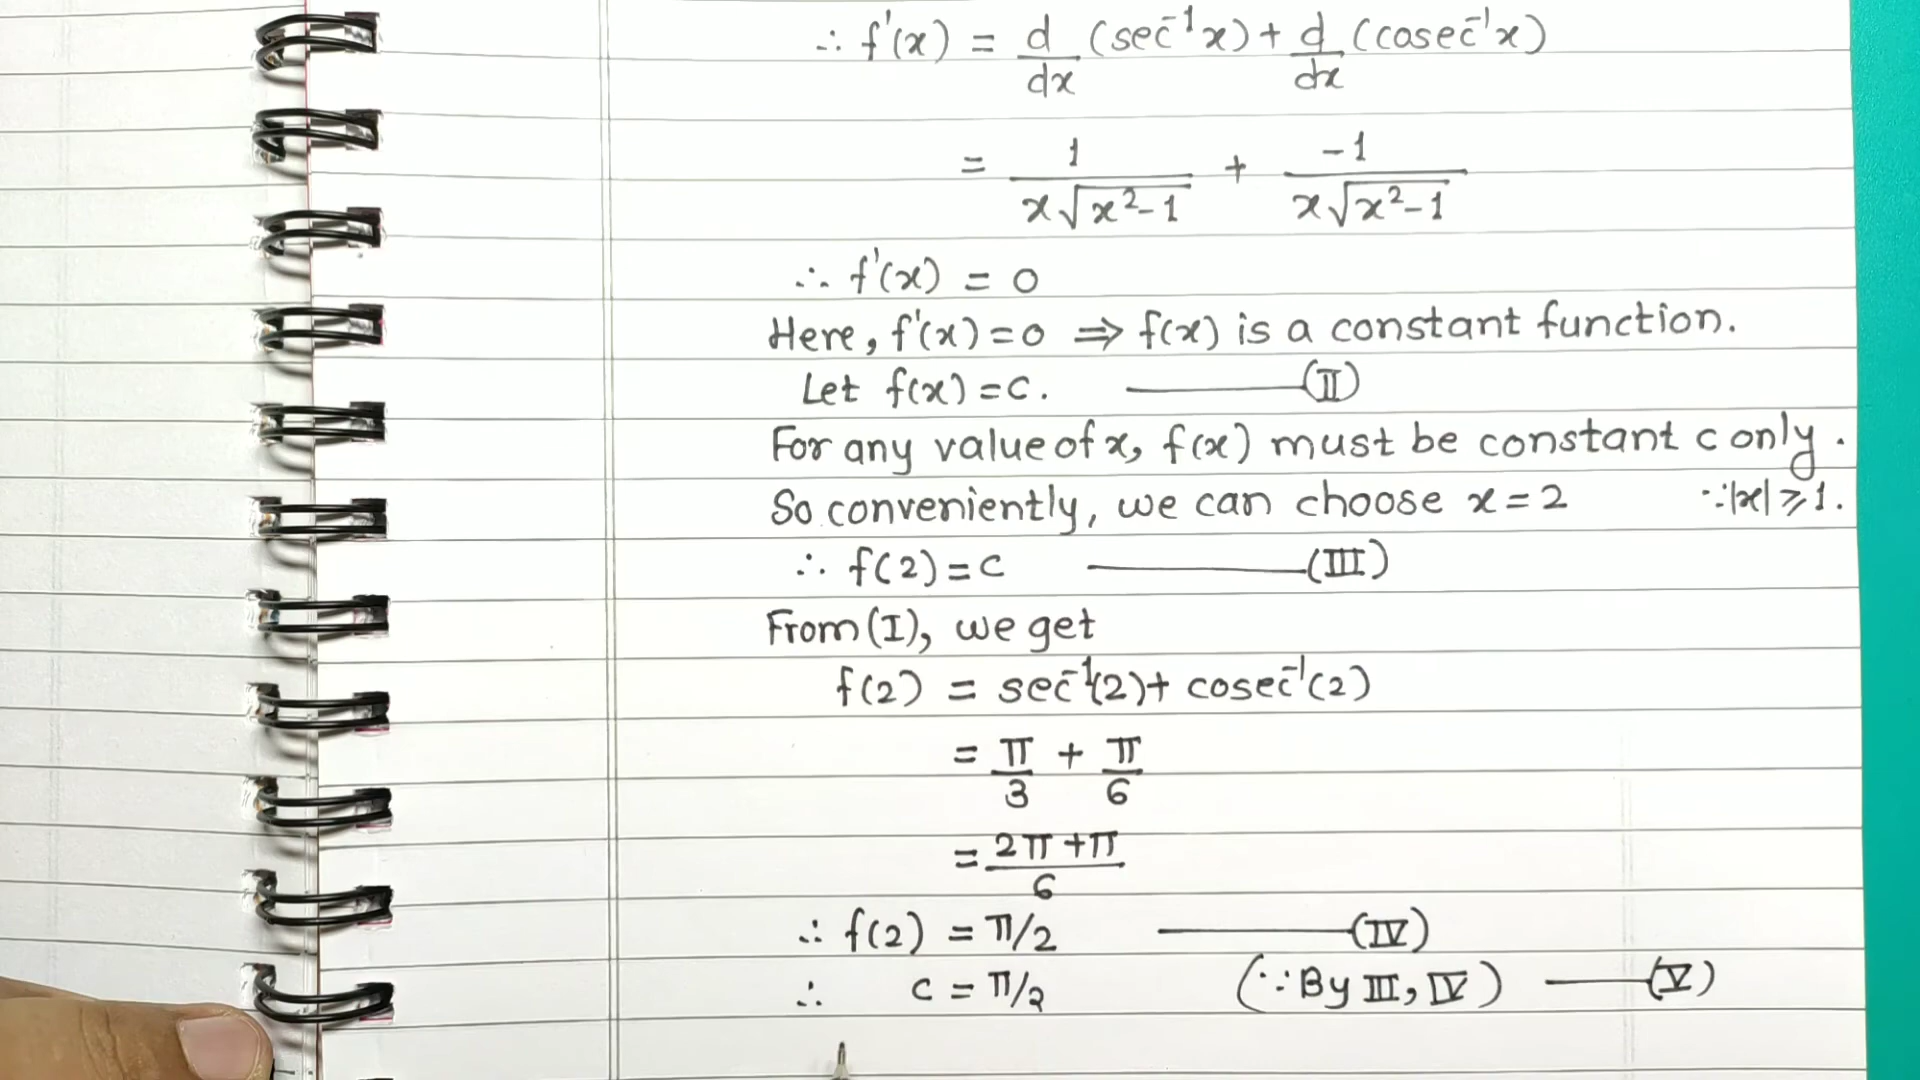 ∴ f'(x) = d/dx (sec⁻¹x) + d/dx (cosec⁻¹x)
= 1/(x√(x²-1)) + -1/(x√(x²-1))
∴ f'(x) = 0
Here, f'(x) = 0 ⇒ f(x) is a constant function.
Let f(x) = c. ———(II)
For any value of x, f(x) must be constant c only.
So conveniently, we can choose x = 2 ∵ |x| ⩾ 1.
∴ f(2) = c ———(III)
From (I), we get
f(2) = sec⁻¹(2) + cosec⁻¹(2)
= π/3 + π/6
= (2π + π)/6
∴ f(2) = π/2 ———(IV)
∴ c = π/2 (∵ By III, IV) ———(V)